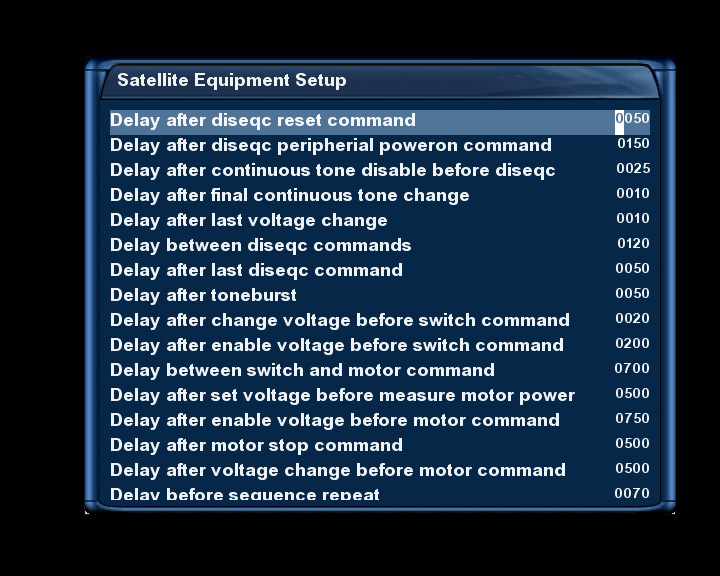 Satellite Equipment Setup
Delay after diseqc reset command 0050
Delay after diseqc peripherial poweron command 0150
Delay after continuous tone disable before diseqc 0025
Delay after final continuous tone change 0010
Delay after last voltage change 0010
Delay between diseqc commands 0120
Delay after last diseqc command 0050
Delay after toneburst 0050
Delay after change voltage before switch command 0020
Delay after enable voltage before switch command 0200
Delay between switch and motor command 0700
Delay after set voltage before measure motor power 0500
Delay after enable voltage before motor command 0750
Delay after motor stop command 0500
Delay after voltage change before motor command 0500
Delay before sequence repeat 0070